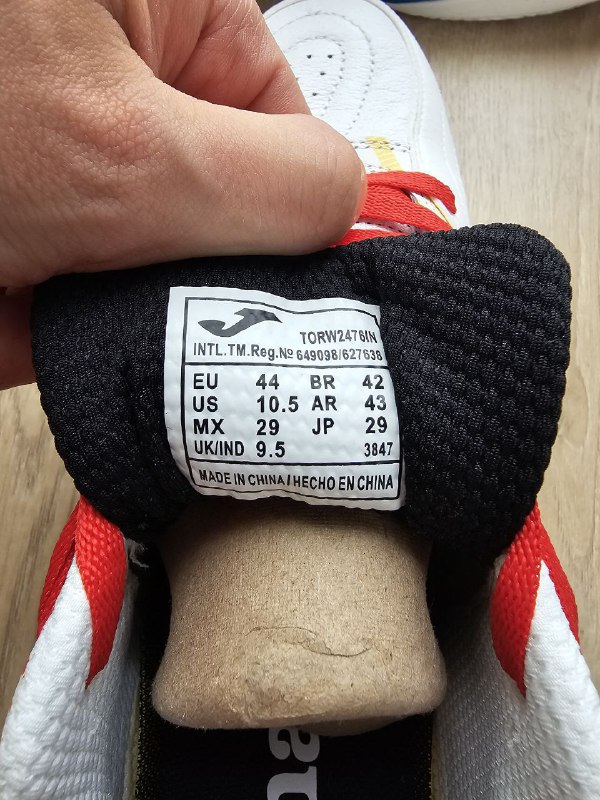 TORW2476IN
INTL.TM.Reg.Nº 649098/627638
EU 44 BR 42
US 10.5 AR 43
MX 29 JP 29
UK/IND 9.5 3847
MADE IN CHINA / HECHO EN CHINA